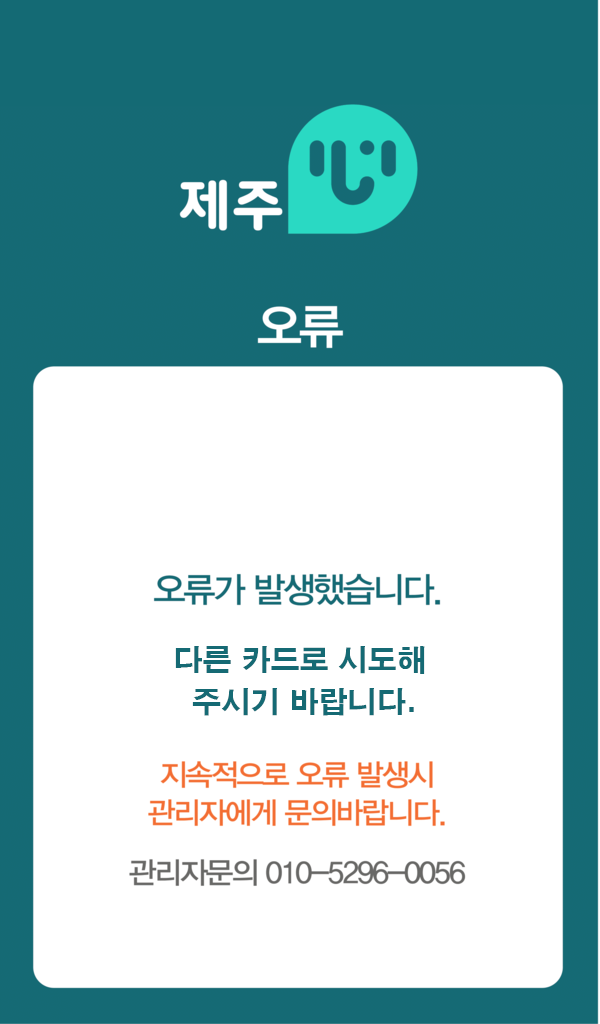 제주
오류
오류가 발생했습니다.
다른 카드로 시도해
주시기 바랍니다.
지속적으로 오류 발생시
관리자에게 문의바랍니다.
관리자문의 010-5296-0056